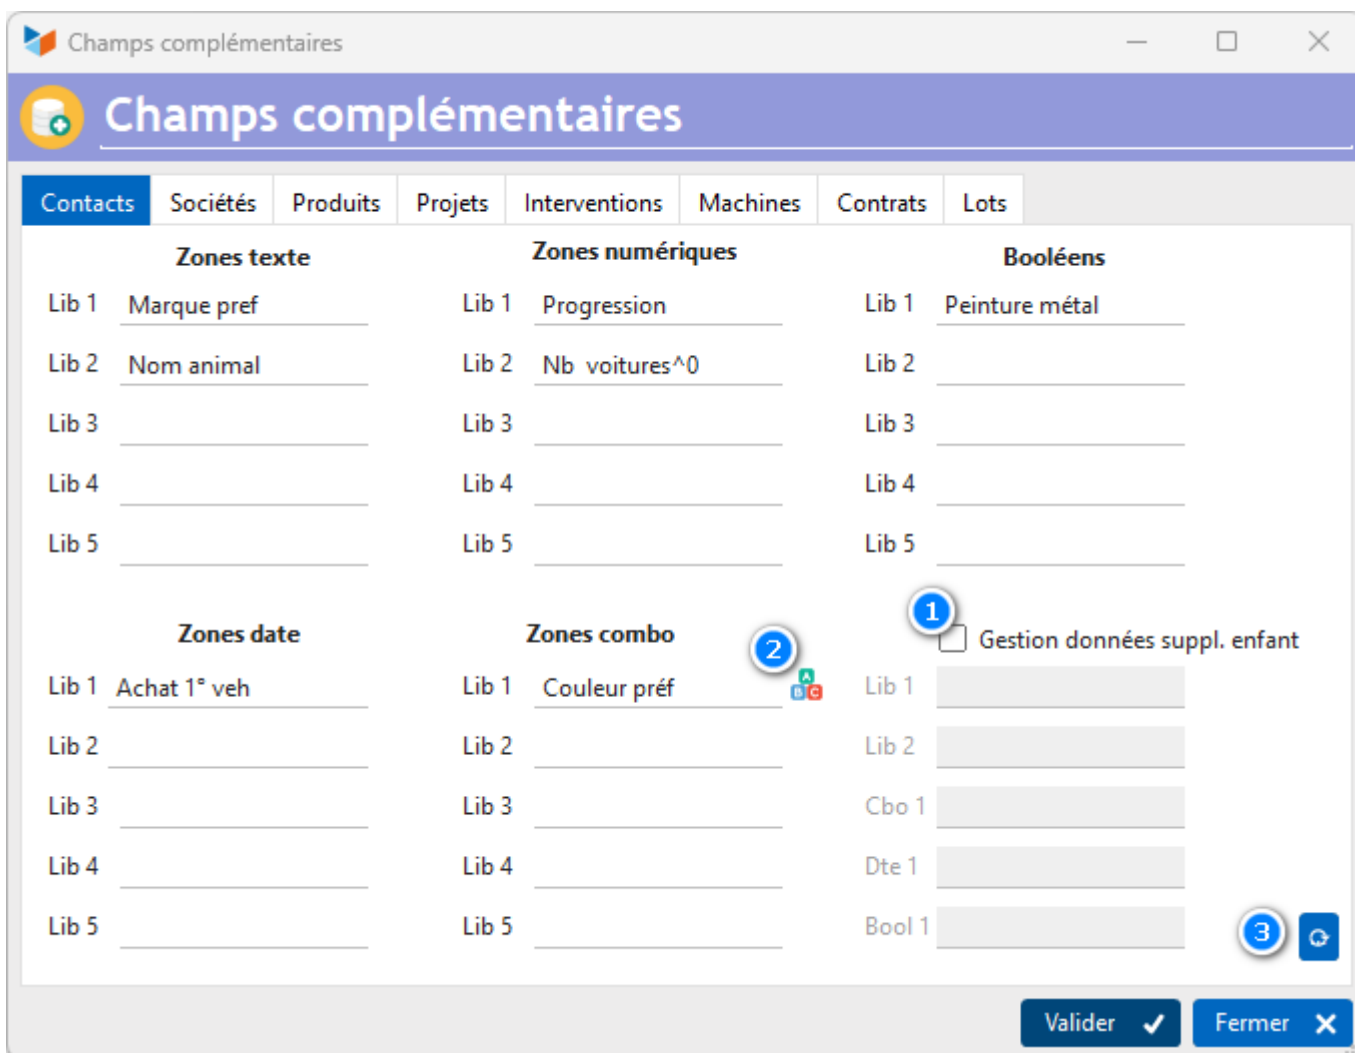 Champs complémentaires
Champs complémentaires
Contacts Sociétés Produits Projets Interventions Machines Contrats Lots
Zones texte Zones numériques Booléens
Lib 1 Marque pref Lib 1 Progression Lib 1 Peinture métal
Lib 2 Nom animal Lib 2 Nb  voitures^0 Lib 2
Lib 3 Lib 3 Lib 3
Lib 4 Lib 4 Lib 4
Lib 5 Lib 5 Lib 5
1
Zones date Zones combo 2 Gestion données suppl. enfant
Lib 1 Achat 1° veh Lib 1 Couleur préf A B C Lib 1
Lib 2 Lib 2 Lib 2
Lib 3 Lib 3 Cbo 1
Lib 4 Lib 4 Dte 1
Lib 5 Lib 5 Bool 1 3
Valider Fermer